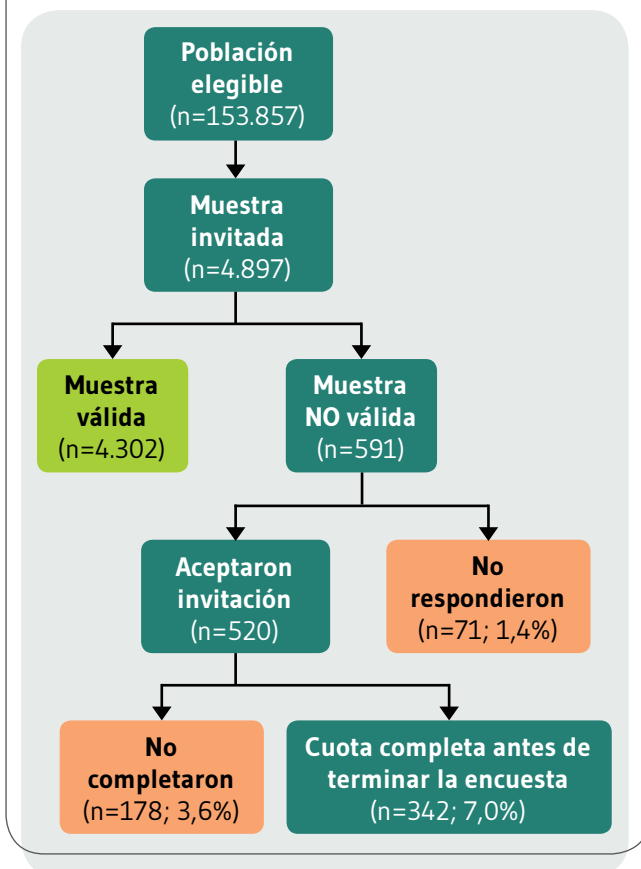 Población
elegible
(n=153.857)
Muestra
invitada
(n=4.897)
Muestra
válida
(n=4.302)
Muestra
NO válida
(n=591)
Aceptaron
invitación
(n=520)
No
respondieron
(n=71; 1,4%)
No
completaron
(n=178; 3,6%)
Cuota completa antes de
terminar la encuesta
(n=342; 7,0%)